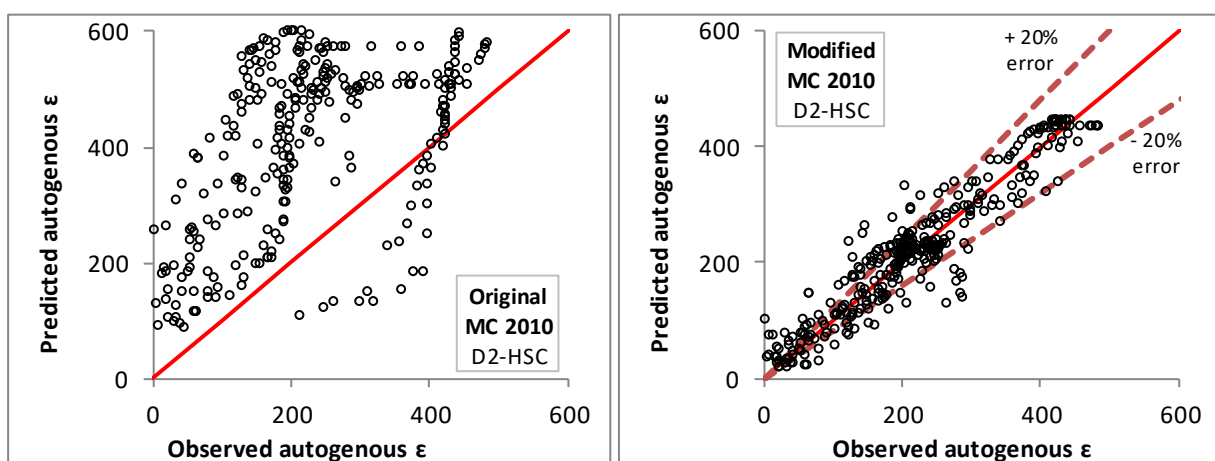 600
400
200
0
0
200
400
600
Predicted autogenous ε
Observed autogenous ε
Original
MC 2010
D2-HSC
600
400
200
0
0
200
400
600
Predicted autogenous ε
Observed autogenous ε
Modified
MC 2010
D2-HSC
+ 20%
error
- 20%
error